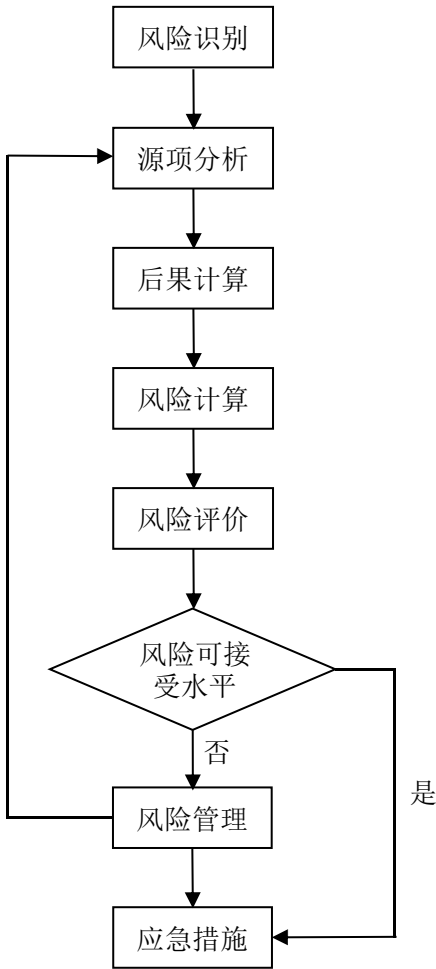 风险识别
源项分析
后果计算
风险计算
风险评价
风险可接
受水平
否
是
风险管理
应急措施